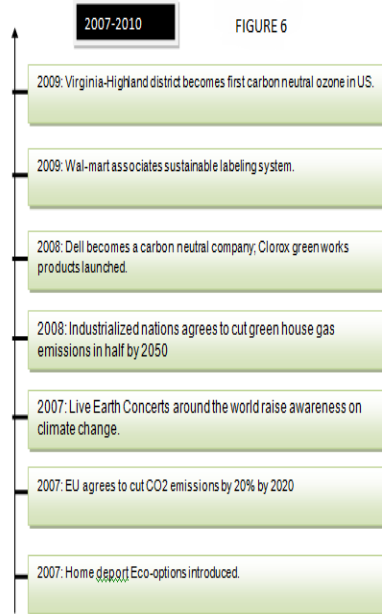 2007-2010
FIGURE 6
2009: Virginia-Highland district becomes first carbon neutral ozone in US.
2009: Wal-mart associates sustainable labeling system.
2008: Dell becomes a carbon neutral company; Clorox green works
products launched.
2008: Industrialized nations agrees to cut green house gas
emissions in half by 2050
2007: Live Earth Concerts around the world raise awareness on
climate change.
2007: EU agrees to cut CO2 emissions by 20% by 2020
2007: Home deport Eco-options introduced.